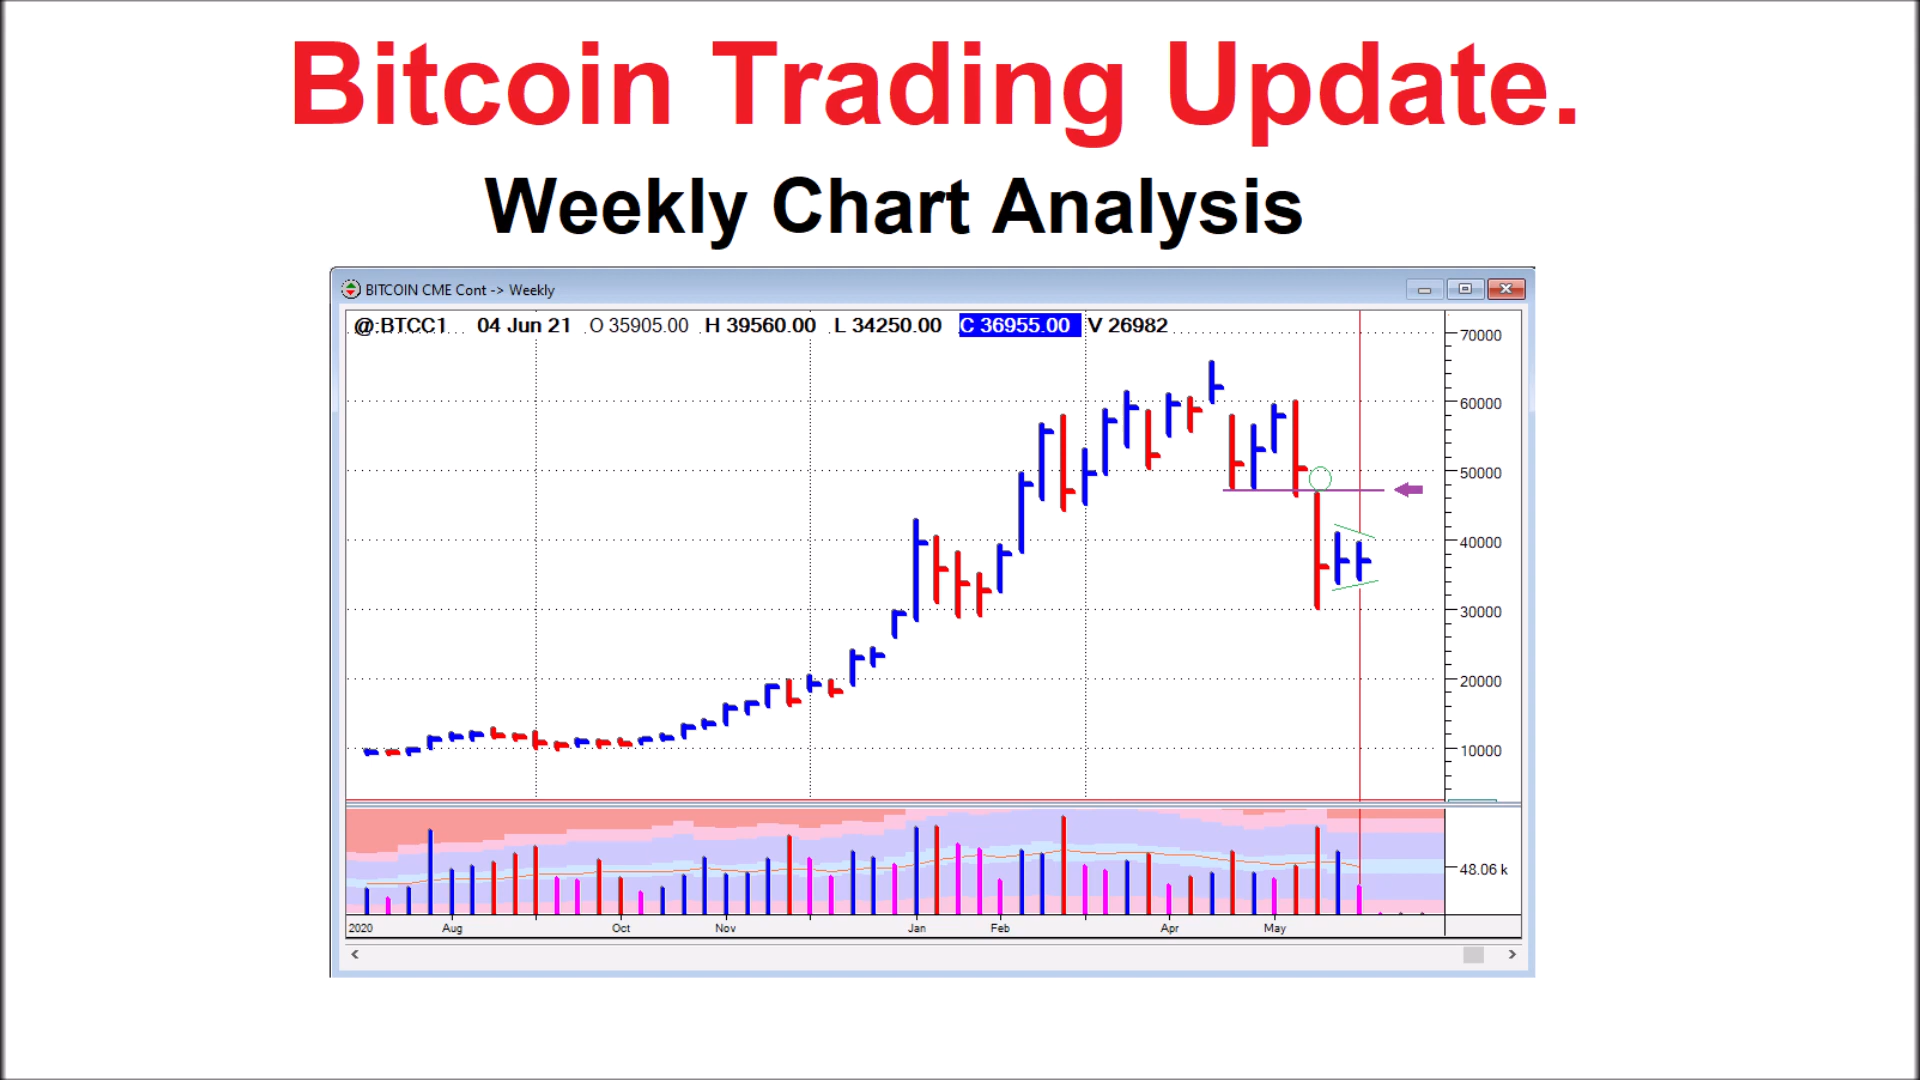 Bitcoin Trading Update.
Weekly Chart Analysis
BITCOIN CME Cont -> Weekly
@:BTCC1 04 Jun 21 O 35905.00 H 39560.00 L 34250.00 C 36955.00 V 26982
70000
60000
50000
40000
30000
20000
10000
48.06 k
2020 Aug Oct Nov Jan Feb Apr May